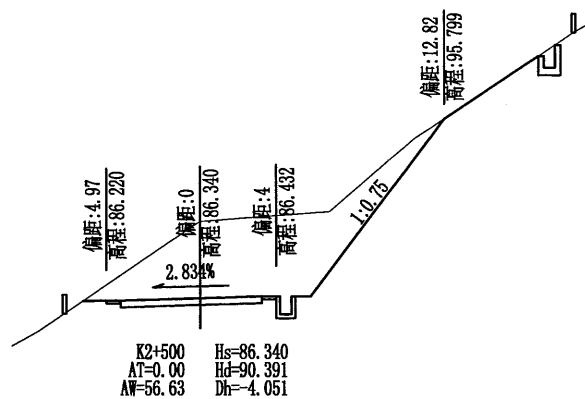 偏距:12.82
高程:95.799
偏距:4.97
高程:86.220
偏距:0
高程:86.340
偏距:4
高程:86.432
1:0.75
2.834%
K2+500 Hs=86.340
AT=0.00 Hd=90.391
AW=56.63 Dh=-4.051